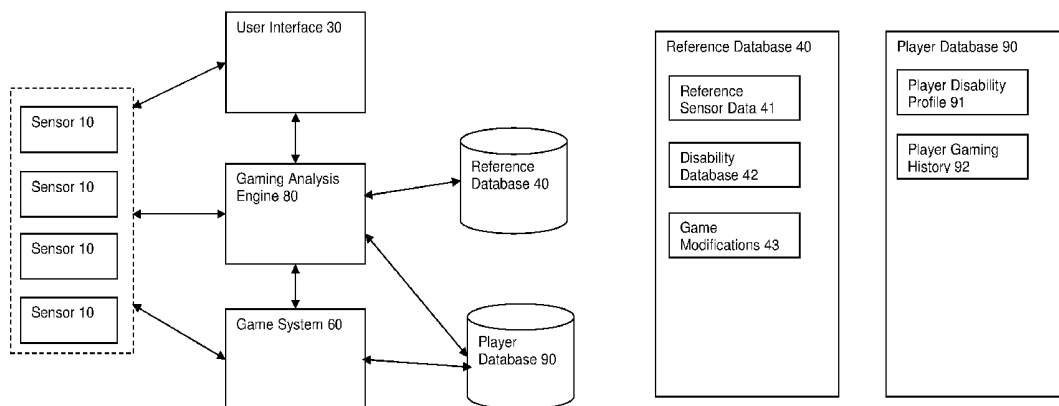 User Interface 30
Sensor 10
Sensor 10
Sensor 10
Sensor 10
Gaming Analysis
Engine 80
Game System 60
Reference
Database 40
Player
Database 90
Reference Database 40
Reference
Sensor Data 41
Disability
Database 42
Game
Modifications 43
Player Database 90
Player Disability
Profile 91
Player Gaming
History 92